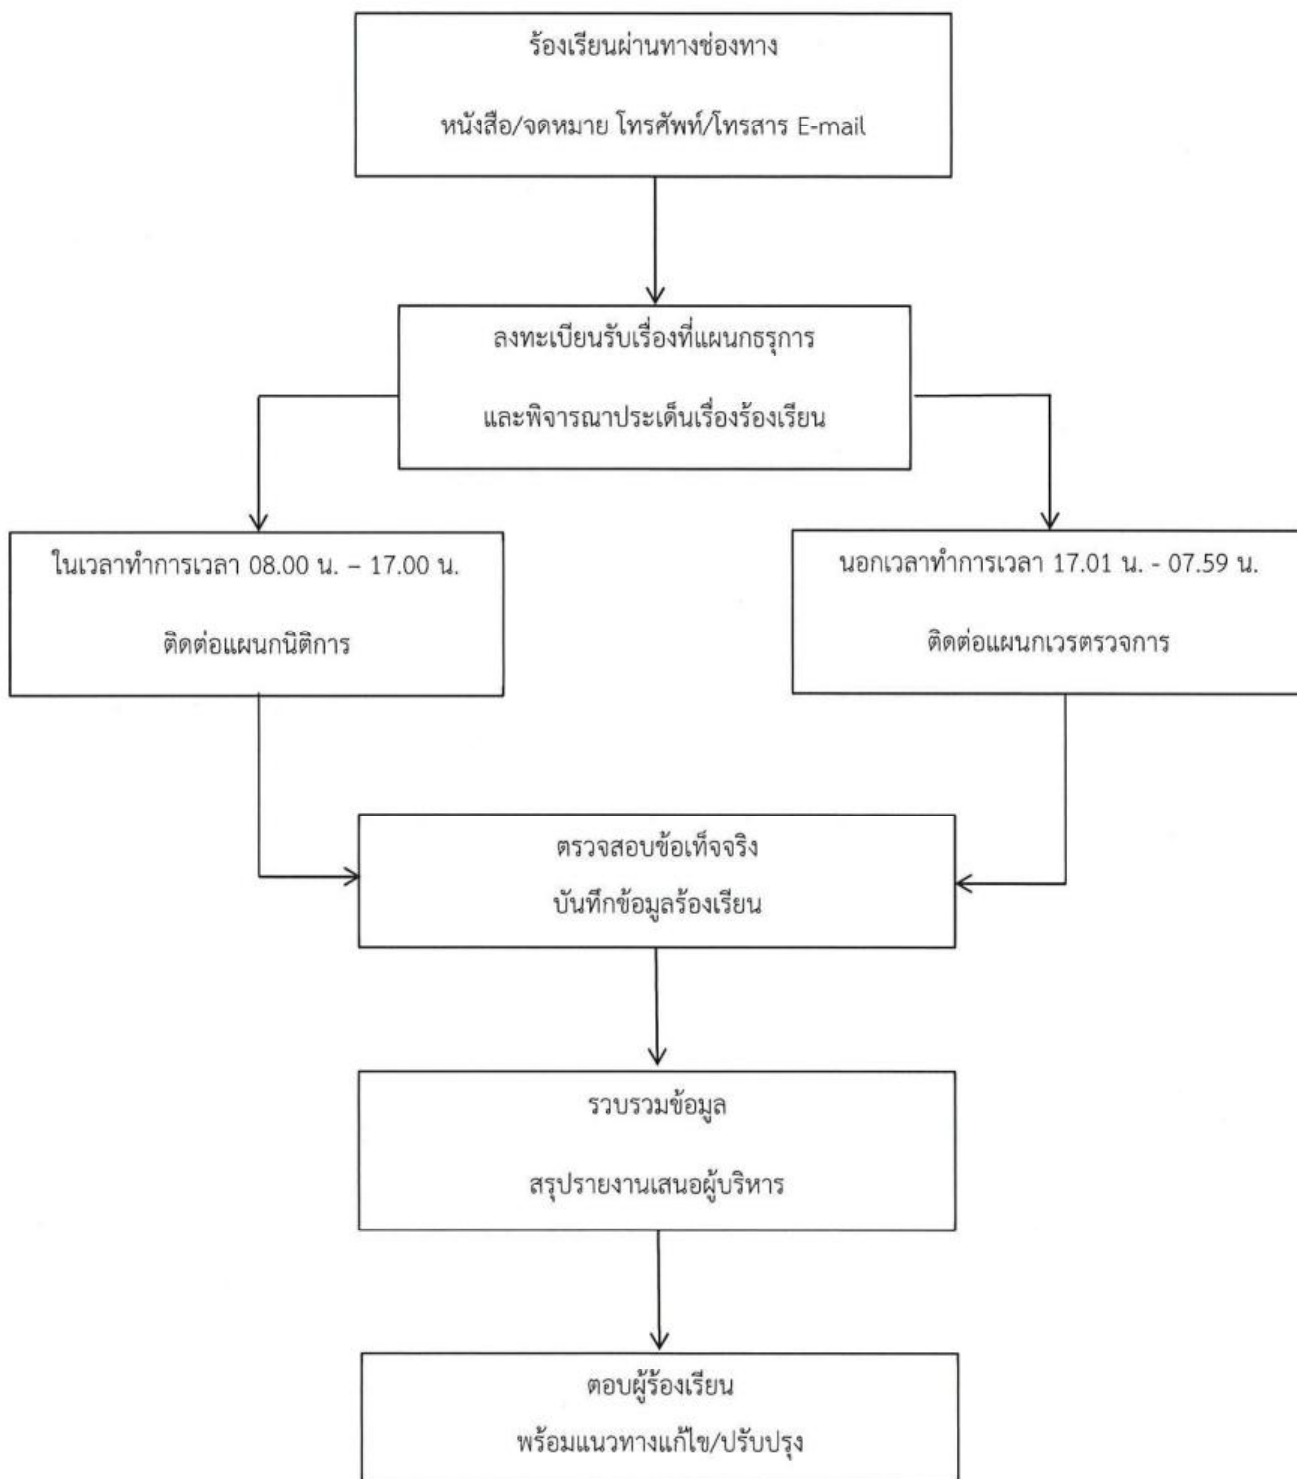 ร้องเรียนผ่านทางช่องทาง
หนังสือ/จดหมาย โทรศัพท์/โทรสาร E-mail
ลงทะเบียนรับเรื่องที่แผนกธรุการ
และพิจารณาประเด็นเรื่องร้องเรียน
ในเวลาทำการเวลา 08.00 น. – 17.00 น.
ติดต่อแผนกนิติการ
นอกเวลาทำการเวลา 17.01 น. - 07.59 น.
ติดต่อแผนกเวรตรวจการ
ตรวจสอบข้อเท็จจริง
บันทึกข้อมูลร้องเรียน
รวบรวมข้อมูล
สรุปรายงานเสนอผู้บริหาร
ตอบผู้ร้องเรียน
พร้อมแนวทางแก้ไข/ปรับปรุง